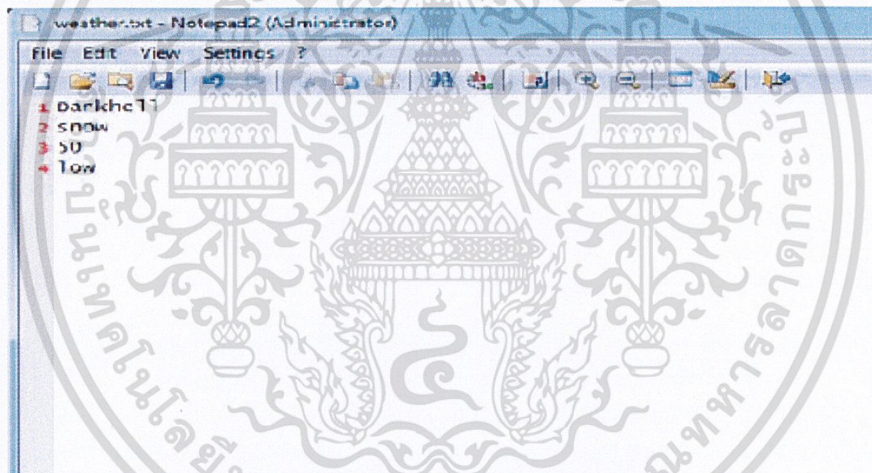 weather.txt - Notepad2 (Administrator)
File Edit View Settings ?
1 Darkhell
2 snow
3 50
4 low